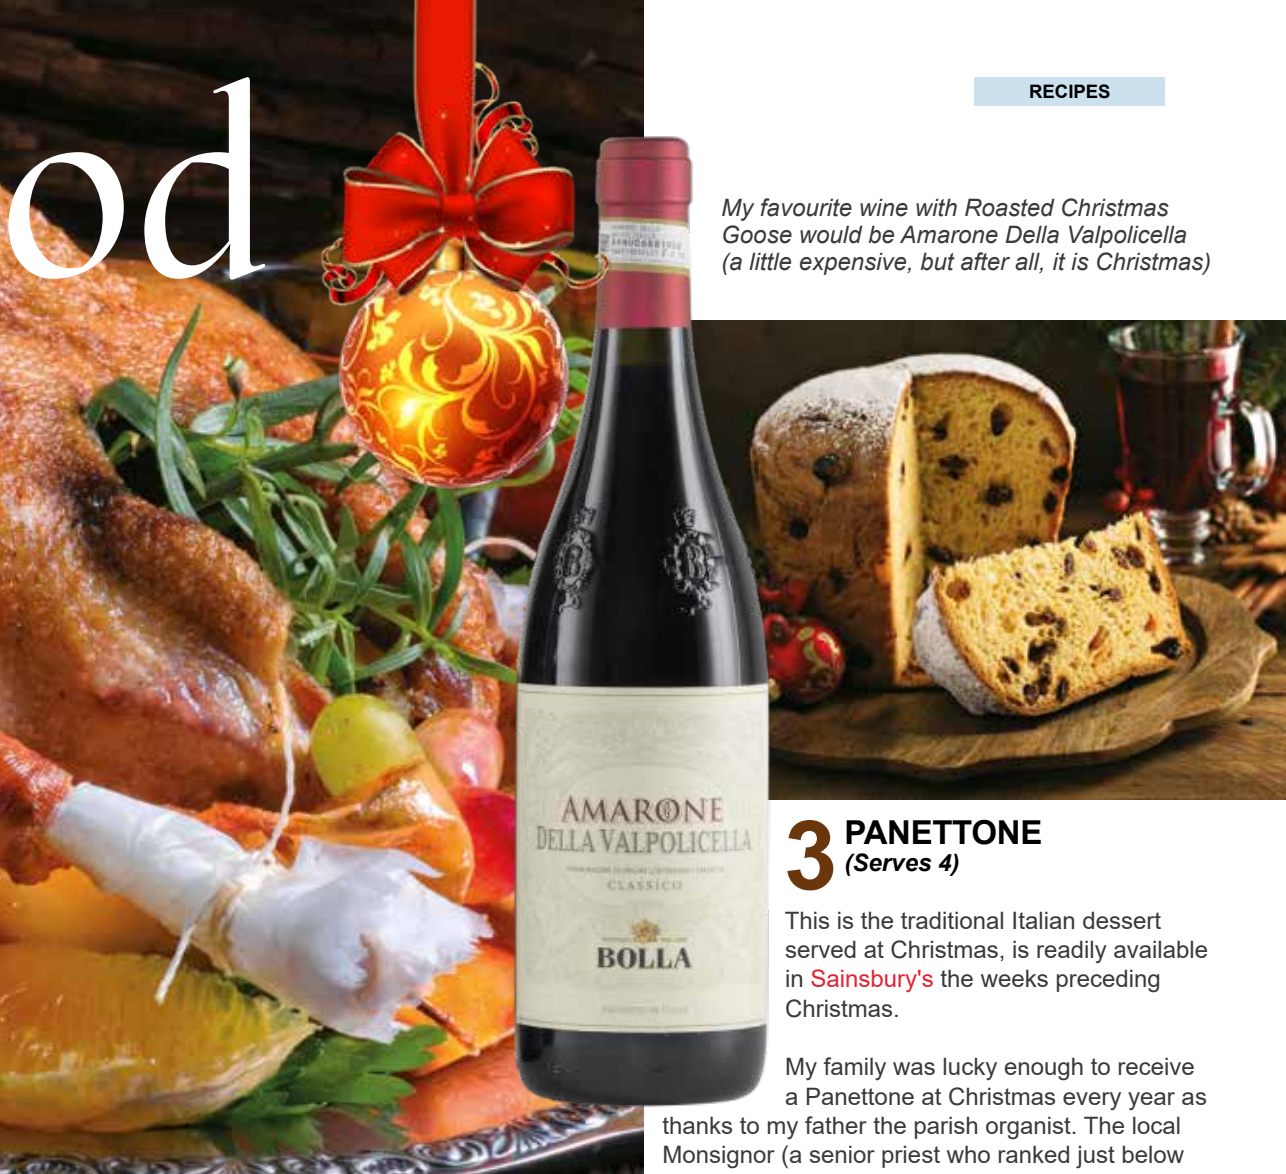 od
RECIPES
My favourite wine with Roasted Christmas
Goose would be Amarone Della Valpolicella
(a little expensive, but after all, it is Christmas)
AMARONE
DELLA VALPOLICELLA
CLASSICO
BOLLA
3 PANETTONE
(Serves 4)
This is the traditional Italian dessert
served at Christmas, is readily available
in Sainsbury's the weeks preceding
Christmas.
My family was lucky enough to receive
a Panettone at Christmas every year as
thanks to my father the parish organist. The local
Monsignor (a senior priest who ranked just below